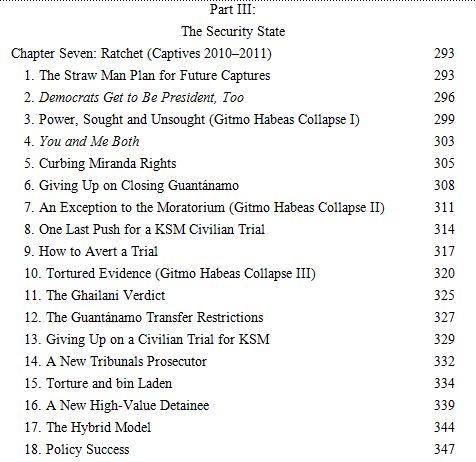 Part III:
The Security State
Chapter Seven: Ratchet (Captives 2010–2011) 293
1. The Straw Man Plan for Future Captures 293
2. Democrats Get to Be President, Too 296
3. Power, Sought and Unsought (Gitmo Habeas Collapse I) 299
4. You and Me Both 303
5. Curbing Miranda Rights 305
6. Giving Up on Closing Guantánamo 308
7. An Exception to the Moratorium (Gitmo Habeas Collapse II) 311
8. One Last Push for a KSM Civilian Trial 314
9. How to Avert a Trial 317
10. Tortured Evidence (Gitmo Habeas Collapse III) 320
11. The Ghailani Verdict 325
12. The Guantánamo Transfer Restrictions 327
13. Giving Up on a Civilian Trial for KSM 329
14. A New Tribunals Prosecutor 332
15. Torture and bin Laden 334
16. A New High-Value Detainee 339
17. The Hybrid Model 344
18. Policy Success 347